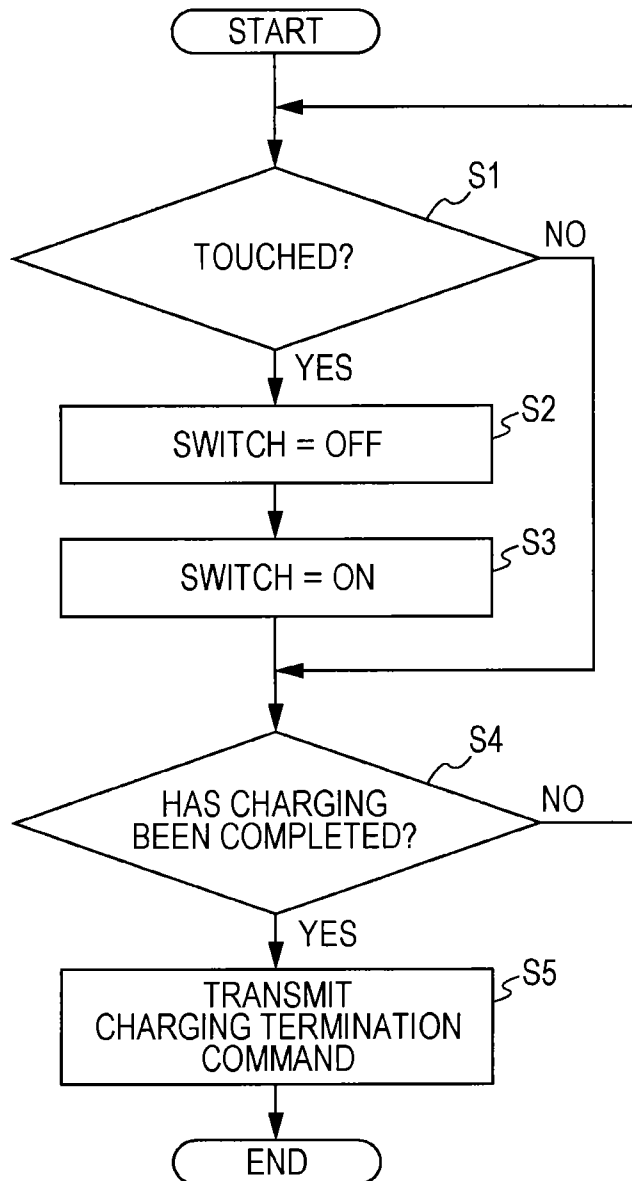 START
S1
TOUCHED?
NO
YES
S2
SWITCH = OFF
S3
SWITCH = ON
S4
HAS CHARGING
BEEN COMPLETED?
NO
YES
S5
TRANSMIT
CHARGING TERMINATION
COMMAND
END